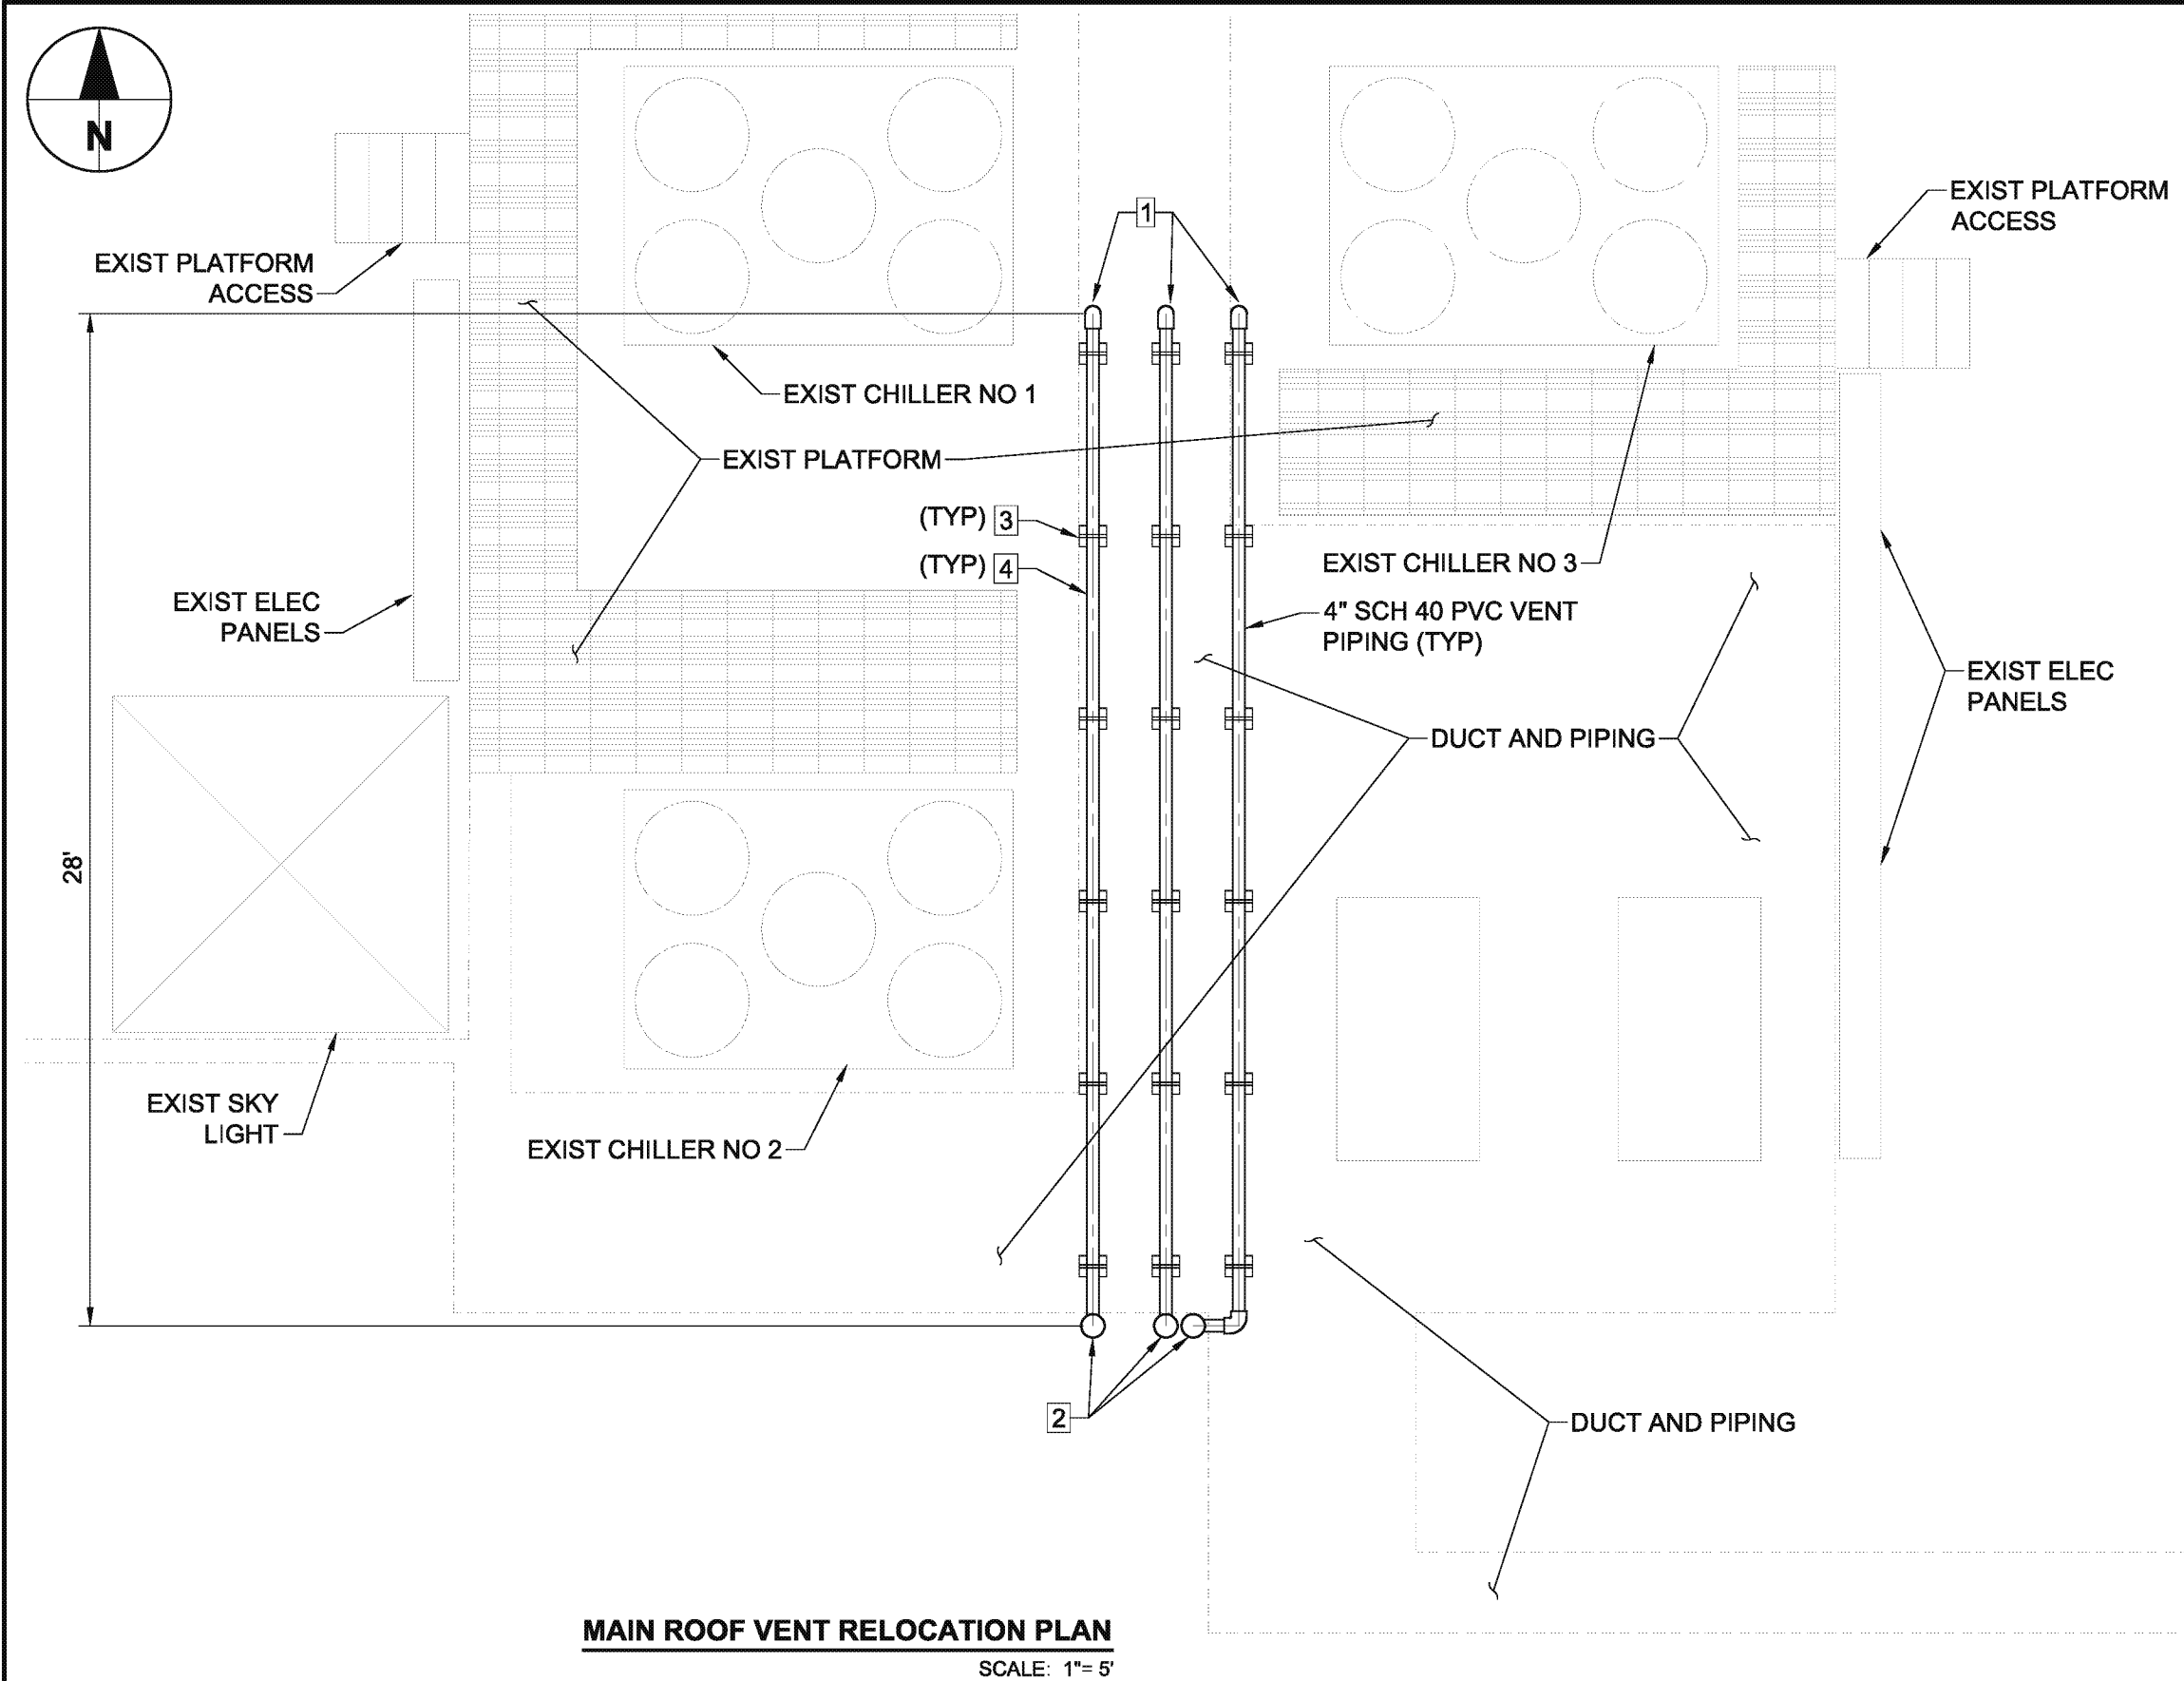 N
1
EXIST PLATFORM
ACCESS
EXIST PLATFORM
ACCESS
EXIST CHILLER NO 1
EXIST PLATFORM
(TYP) 3
(TYP) 4
EXIST CHILLER NO 3
4" SCH 40 PVC VENT
PIPING (TYP)
EXIST ELEC
PANELS
EXIST ELEC
PANELS
DUCT AND PIPING
28'
EXIST SKY
LIGHT
EXIST CHILLER NO 2
2
DUCT AND PIPING
MAIN ROOF VENT RELOCATION PLAN
SCALE: 1"= 5'